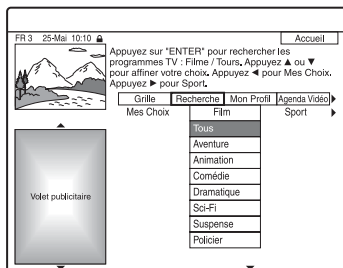 FR 3 25-Mai 10:10 Accueil
Appuyez sur "ENTER" pour rechercher les
programmes TV : Filme / Tours. Appuyez ▲ ou ▼
pour affiner votre choix. Appuyez ◄ pour Mes Choix.
Appuyez ► pour Sport.
Grille Recherche Mon Profil Agenda Vidéo
Mes Choix Film Sport
Tous
Aventure
Animation
Comédie
Dramatique
Sci-Fi
Suspense
Policier
Volet publicitaire